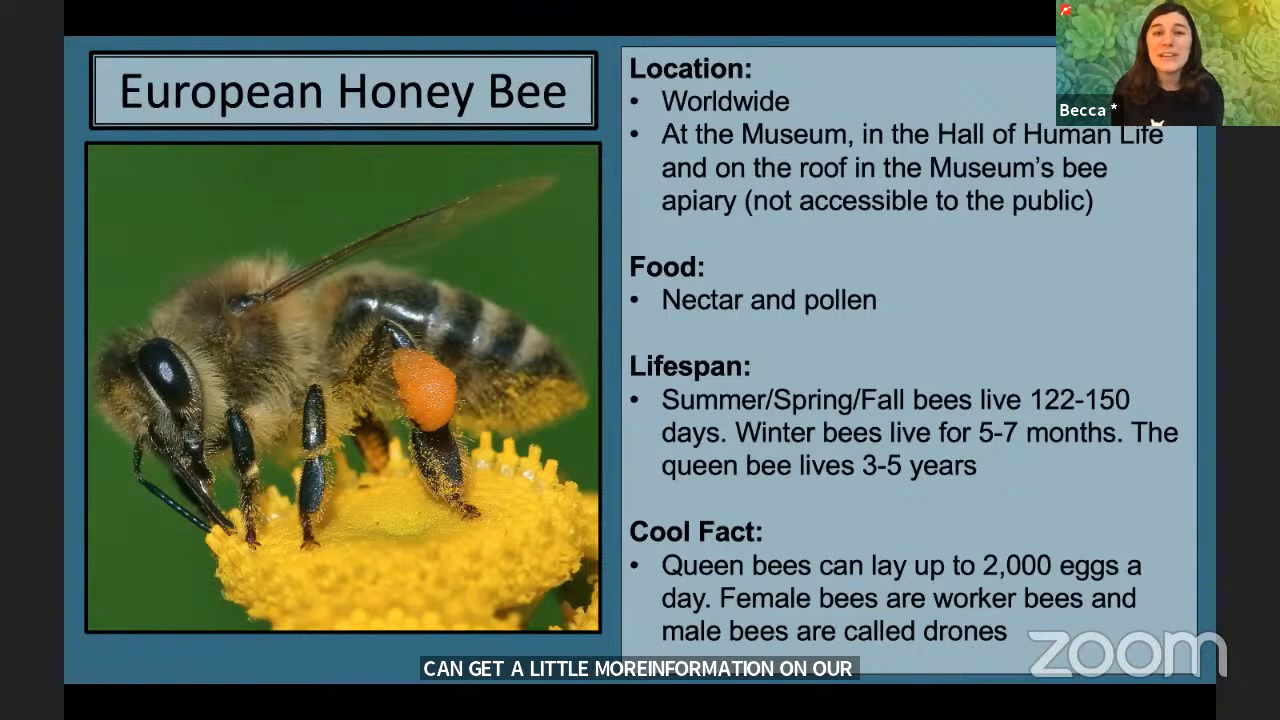 European Honey Bee
Location:
• Worldwide
• At the Museum, in the Hall of Human Life
and on the roof in the Museum's bee
apiary (not accessible to the public)
Food:
• Nectar and pollen
Lifespan:
• Summer/Spring/Fall bees live 122-150
days. Winter bees live for 5-7 months. The
queen bee lives 3-5 years
Cool Fact:
• Queen bees can lay up to 2,000 eggs a
day. Female bees are worker bees and
male bees are called drones
Becca *
zoom
CAN GET A LITTLE MOREINFORMATION ON OUR